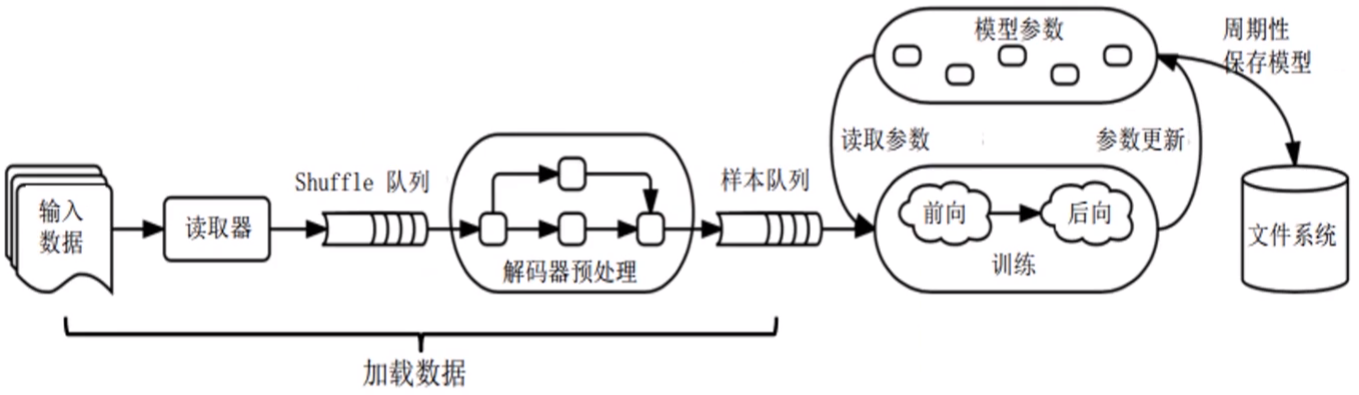 输入
数据
读取器
Shuffle 队列
解码器预处理
样本队列
加载数据
模型参数
读取参数
参数更新
前向
后向
训练
周期性
保存模型
文件系统